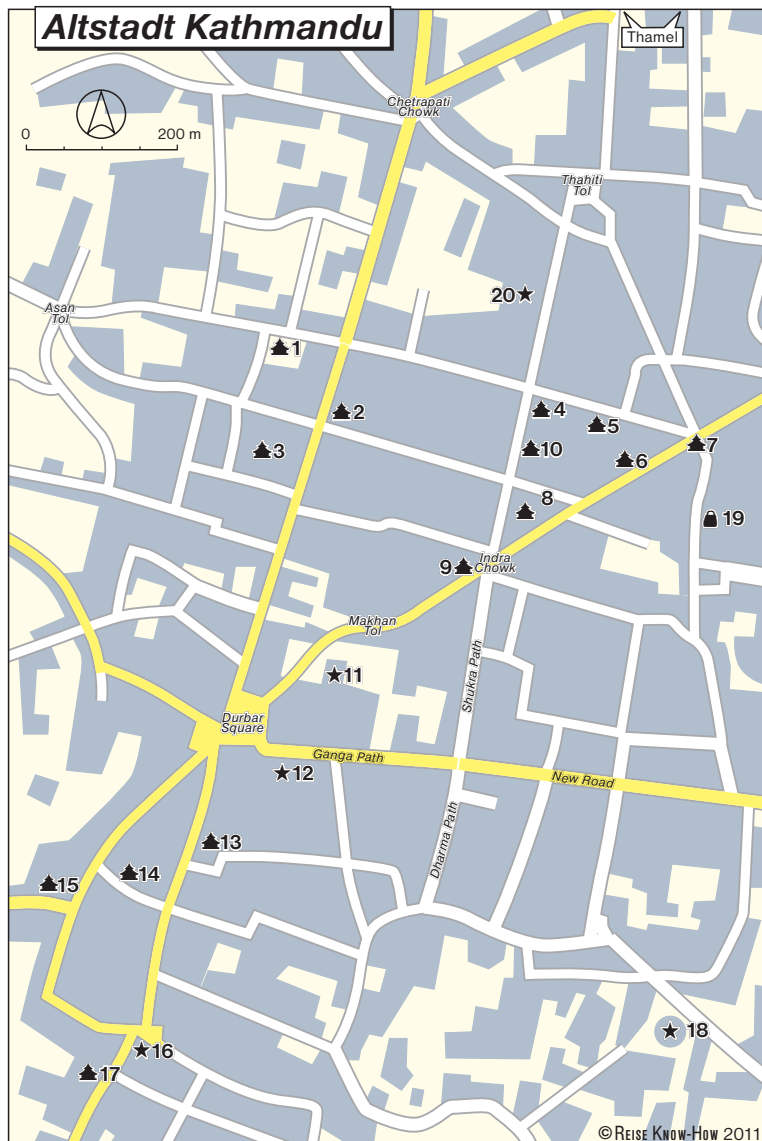 Altstadt Kathmandu
Thamel
0 200 m
Chetrapati
Chowk
Thahiti
Tol
20
Asan
Tol
1
2
4
5
3
10
7
6
8
19
9
Indra
Chowk
Makhan
Tol
Shukra Path
11
Durbar
Square
Ganga Path
New Road
12
Dharma Path
13
14
15
18
16
17
© REISE KNOW-HOW 2011